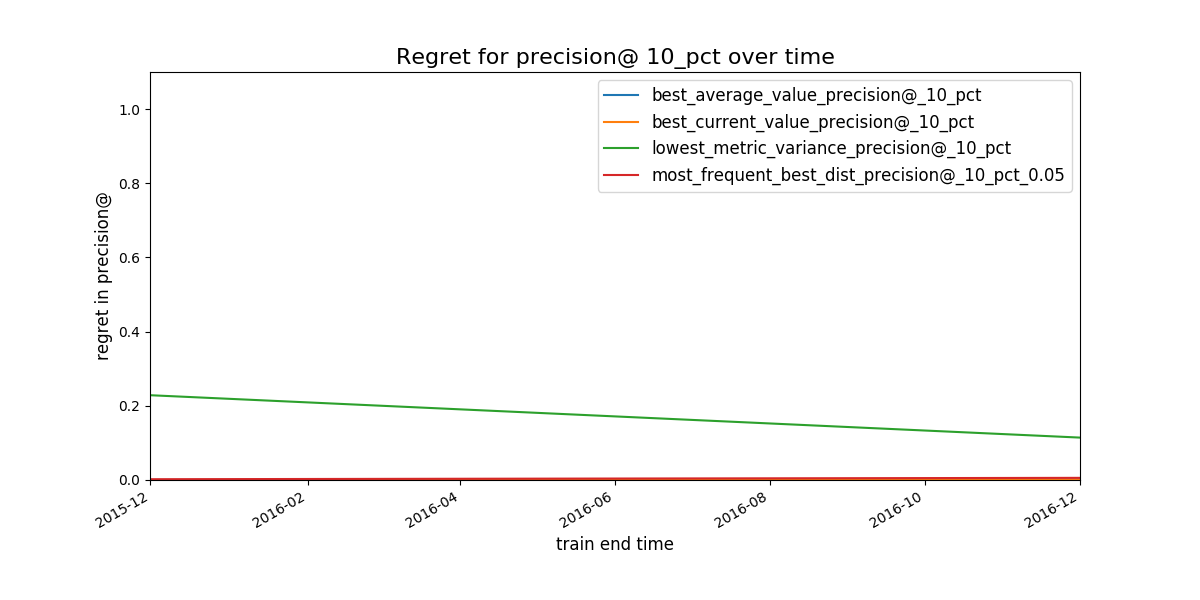 Regret for precision@ 10_pct over time
best_average_value_precision@_10_pct
best_current_value_precision@_10_pct
lowest_metric_variance_precision@_10_pct
most_frequent_best_dist_precision@_10_pct_0.05
regret in precision@
1.0
0.8
0.6
0.4
0.2
0.0
2015-12
2016-02
2016-04
2016-06
2016-08
2016-10
2016-12
train end time